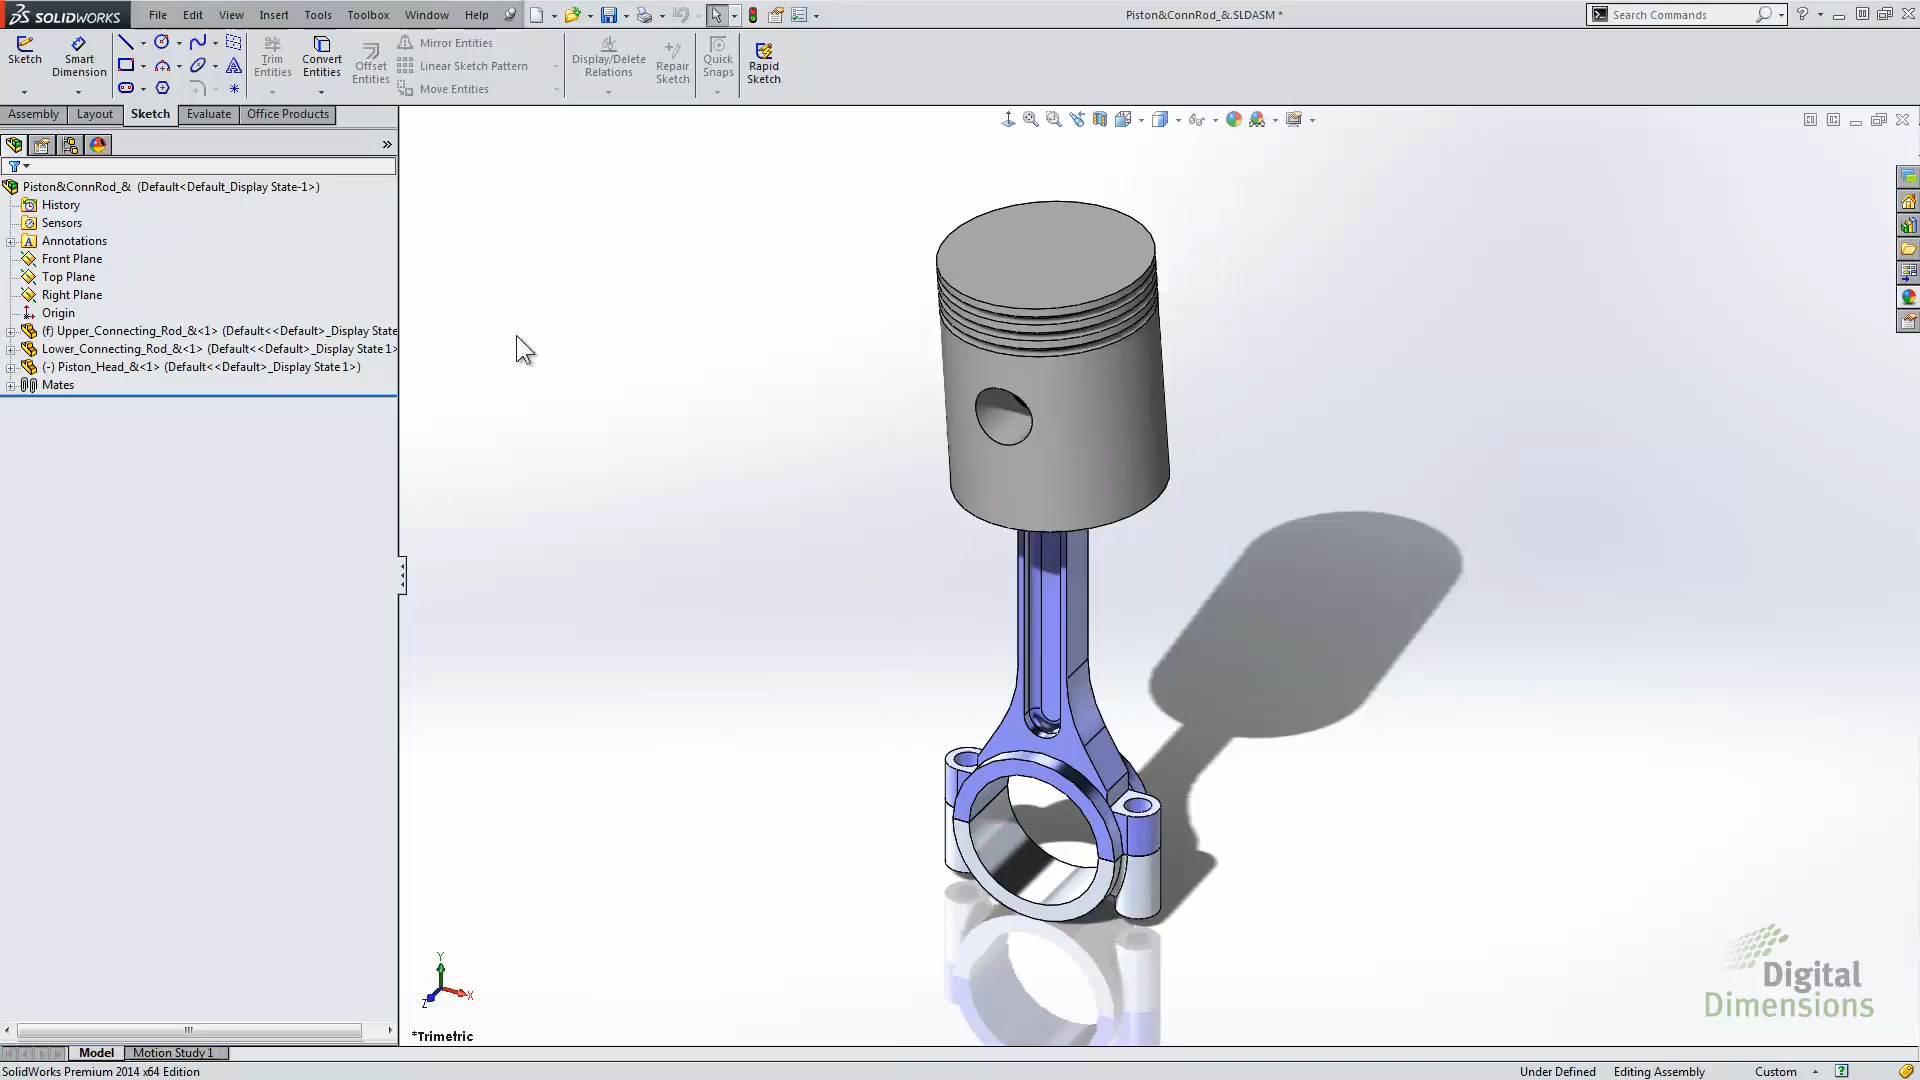 SOLIDWORKS File Edit View Insert Tools Toolbox Window Help Piston&ConnRod_&.SLDASM * Search Commands
Sketch Smart Dimension Trim Entities Convert Entities Offset Entities Mirror Entities Linear Sketch Pattern Move Entities Display/Delete Relations Repair Sketch Quick Snaps Rapid Sketch
Assembly Layout Sketch Evaluate Office Products
Piston&ConnRod_& (Default<Default_Display State-1>)
History
Sensors
Annotations
Front Plane
Top Plane
Right Plane
Origin
(f) Upper_Connecting_Rod_&<1> (Default<<Default>_Display State
Lower_Connecting_Rod_&<1> (Default<<Default>_Display State 1>
(-) Piston_Head_&<1> (Default<<Default>_Display State 1>)
Mates
Y
X
Z
*Trimetric
Digital
Dimensions
Model Motion Study 1
SolidWorks Premium 2014 x64 Edition Under Defined Editing Assembly Custom